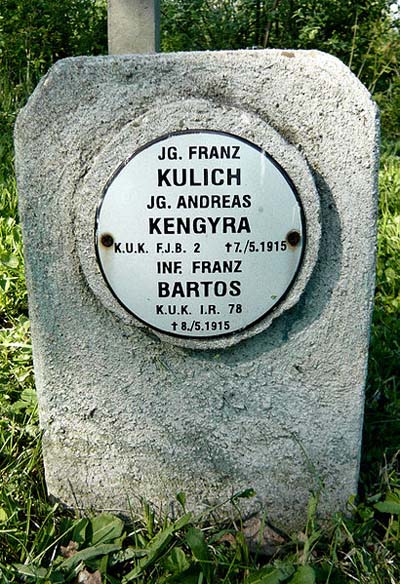 JG. FRANZ
KULICH
JG. ANDREAS
KENGYRA
K.U.K. F.J.B. 2 †7./5.1915
INF. FRANZ
BARTOS
K.U.K. I.R. 78
†8./5.1915